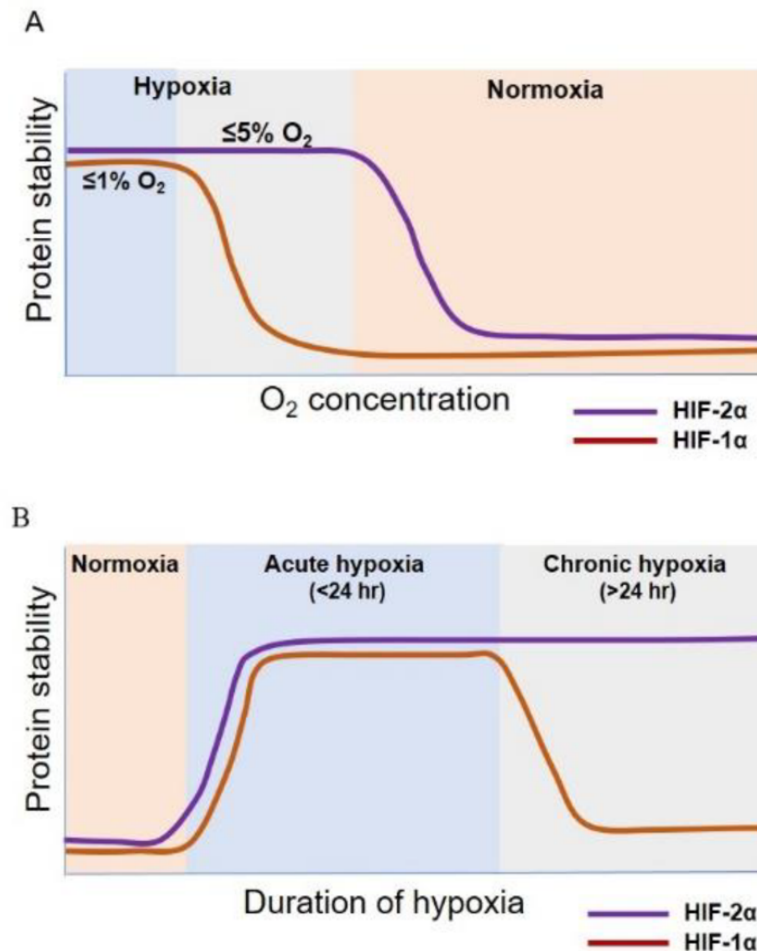 A
Hypoxia
Normoxia
≤5% O₂
≤1% O₂
Protein stability
O₂ concentration
HIF-2α
HIF-1α
B
Normoxia
Acute hypoxia
(<24 hr)
Chronic hypoxia
(>24 hr)
Protein stability
Duration of hypoxia
HIF-2α
HIF-1α